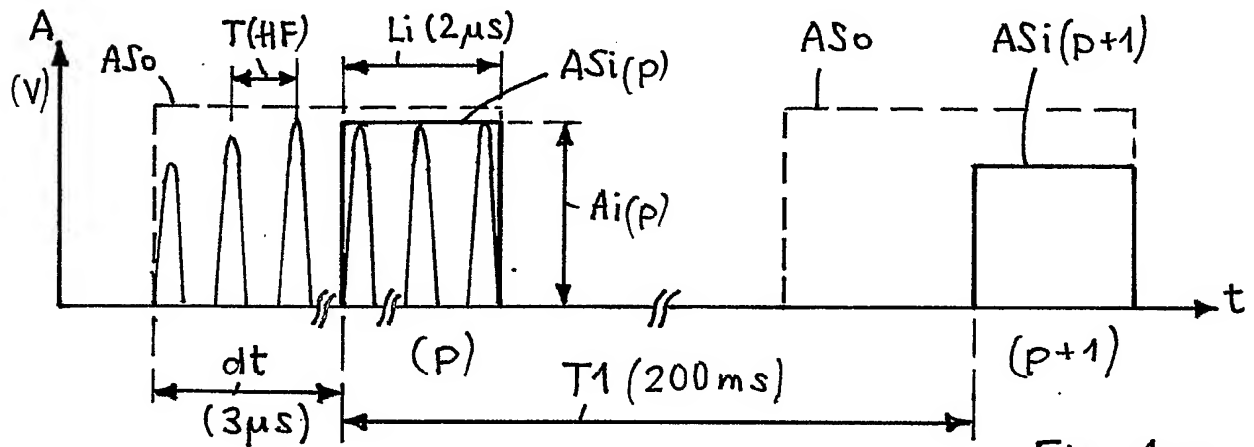 A
(V)
ASo
T(HF)
Li (2µs)
ASi(p)
Ai(p)
ASo
ASi(p+1)
t
dt
(3µs)
(p)
T1 (200ms)
(p+1)